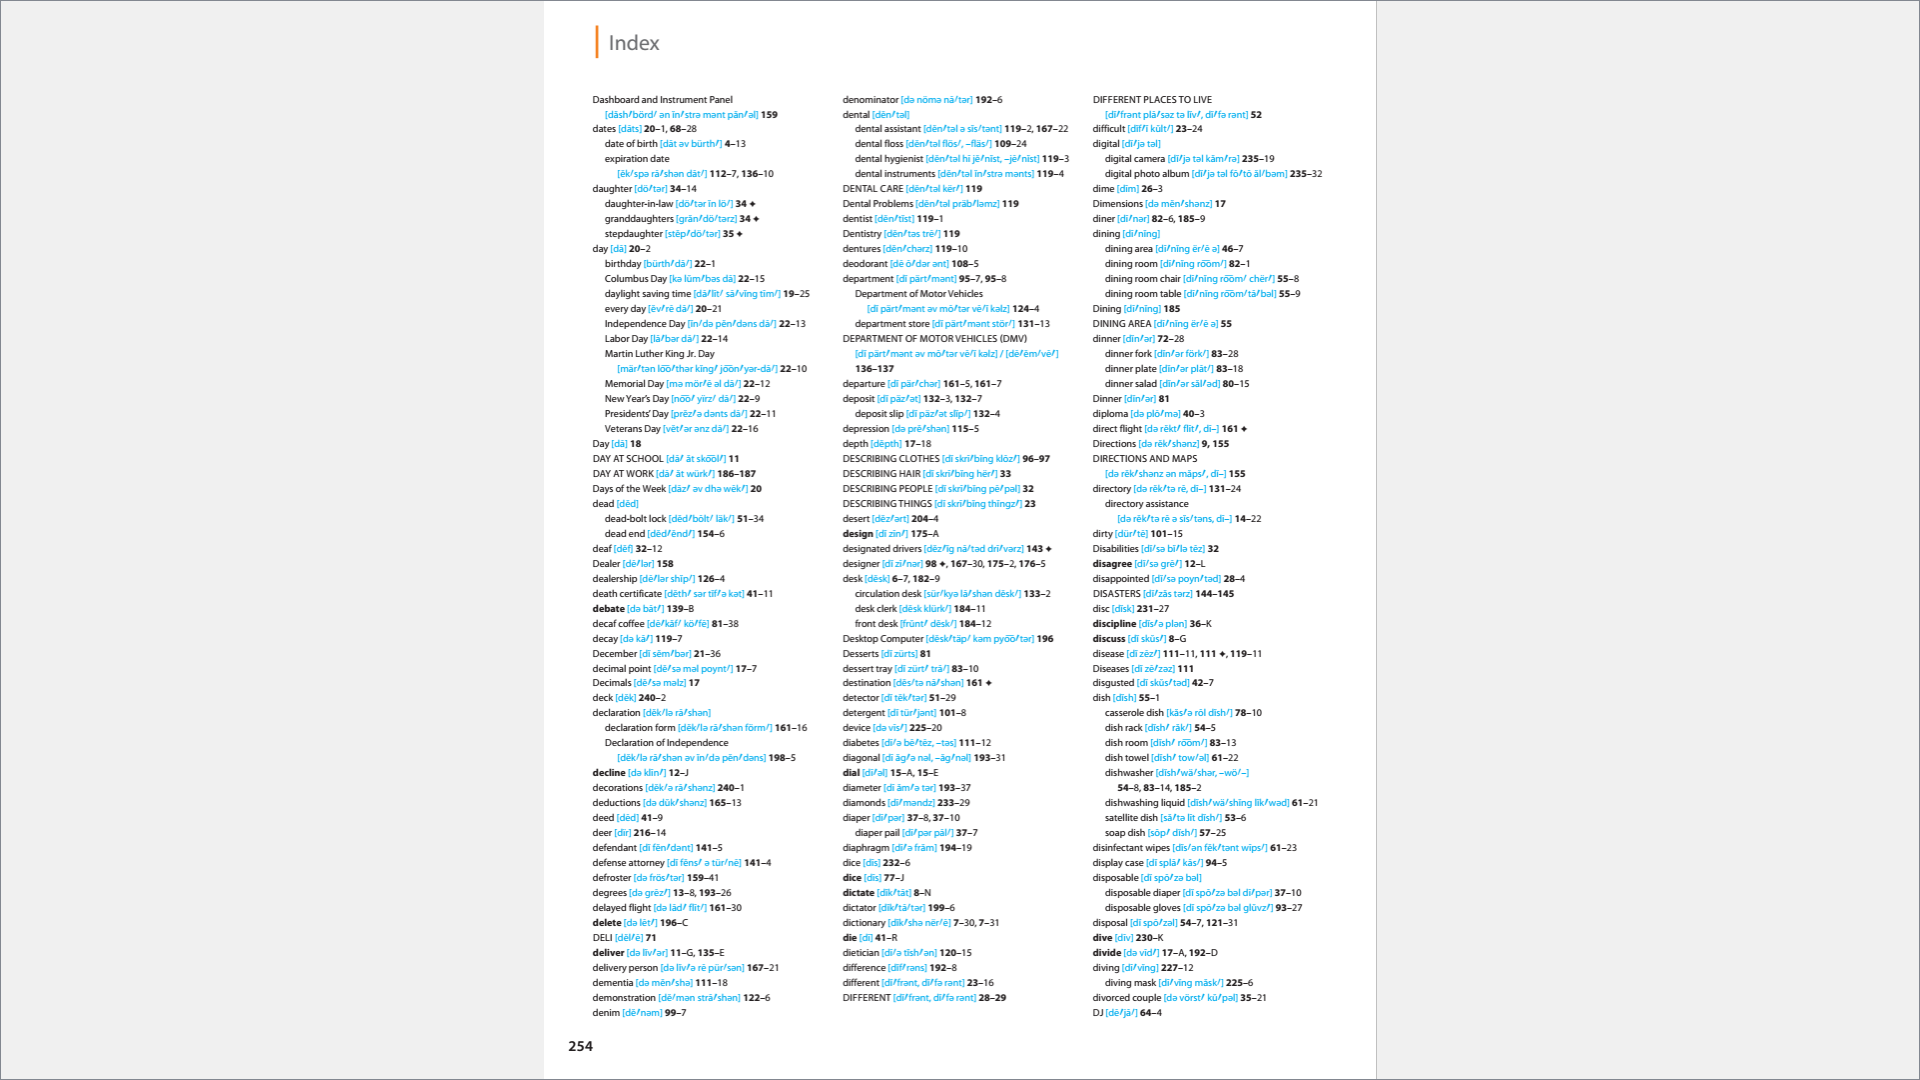 Index
Dashboard and Instrument Panel
[dăsh′börd/ ən ĭn′strə mənt păn′əl] 159
dates [dāts] 20–1, 68–28
date of birth [dāt əv bürth′] 4–13
expiration date
[ĕk/spə rā′shən dāt/] 112–7, 136–10
daughter [dö′tər] 34–14
daughter-in-law [dö′tər ĭn lö/] 34 ✦
granddaughters [grăn′dö/tərz] 34 ✦
stepdaughter [stĕp′dö/tər] 35 ✦
day [dā] 20–2
birthday [bürth′dā/] 22–1
Columbus Day [kə lŭm′bəs dā] 22–15
daylight saving time [dā′līt/ sā′vĭng tīm/] 19–25
every day [ĕv′rē dā/] 20–21
Independence Day [ĭn/də pĕn′dəns dā/] 22–13
Labor Day [lā′bər dā/] 22–14
Martin Luther King Jr. Day
[mär′tən lo͞o′thər kĭng′ jo͞on′yər-dā/] 22–10
Memorial Day [mə mör′ē əl dā/] 22–12
New Year’s Day [no͞o′ yïrz/ dā/] 22–9
Presidents’ Day [prĕz′ə dənts dā/] 22–11
Veterans Day [vĕt′ər ənz dā/] 22–16
Day [dā] 18
DAY AT SCHOOL [dā′ ăt sko͞ol′] 11
DAY AT WORK [dā′ ăt würk′] 186–187
Days of the Week [dāz′ əv dhə wēk′] 20
dead [dĕd]
dead-bolt lock [dĕd′bōlt/ läk/] 51–34
dead end [dĕd′ĕnd′] 154–6
deaf [dĕf] 32–12
Dealer [dē′lər] 158
dealership [dē′lər shĭp/] 126–4
death certificate [dĕth/ sər tĭf′ə kət] 41–11
debate [də bāt′] 139–B
decaf coffee [dē′kăf/ kö′fē] 81–38
decay [də kā′] 119–7
December [dĭ sĕm′bər] 21–36
decimal point [dĕ′sə məl poynt/] 17–7
Decimals [dĕ′sə məlz] 17
deck [dĕk] 240–2
declaration [dĕk/lə rā′shən]
declaration form [dĕk/lə rā′shən förm/] 161–16
Declaration of Independence
[dĕk/lə rā′shən əv ĭn/də pĕn′dəns] 198–5
decline [də klīn′] 12–J
decorations [dĕk/ə rā′shənz] 240–1
deductions [də dŭk′shənz] 165–13
deed [dēd] 41–9
deer [dïr] 216–14
defendant [dĭ fĕn′dənt] 141–5
defense attorney [dĭ fĕns′ ə tür′nē] 141–4
defroster [də frös′tər] 159–41
degrees [də grēz′] 13–8, 193–26
delayed flight [də lād′ flīt/] 161–30
delete [də lēt′] 196–C
DELI [dĕl′ē] 71
deliver [də lĭv′ər] 11–G, 135–E
delivery person [də lĭv′ə rē pür/sən] 167–21
dementia [də mĕn′shə] 111–18
demonstration [dĕ/mən strā′shən] 122–6
denim [dĕ′nəm] 99–7
denominator [də nömə nā′tər] 192–6
dental [dĕn′təl]
dental assistant [dĕn′təl ə sĭs′tənt] 119–2, 167–22
dental floss [dĕn′təl flös/, –fläs/] 109–24
dental hygienist [dĕn′təl hī jĕ′nĭst, –jē′nĭst] 119–3
dental instruments [dĕn′təl ĭn′strə mənts] 119–4
DENTAL CARE [dĕn′təl kër′] 119
Dental Problems [dĕn′təl präb′ləmz] 119
dentist [dĕn′tĭst] 119–1
Dentistry [dĕn′təs trē′] 119
dentures [dĕn′chərz] 119–10
deodorant [dē ō′dər ənt] 108–5
department [dĭ pärt′mənt] 95–7, 95–8
Department of Motor Vehicles
[dĭ pärt′mənt əv mō′tər vē′ĭ kəlz] 124–4
department store [dĭ pärt′mənt stör/] 131–13
DEPARTMENT OF MOTOR VEHICLES (DMV)
[dĭ pärt′mənt əv mō′tər vē′ĭ kəlz] / [dē′ĕm/vē′]
136–137
departure [dĭ pär′chər] 161–5, 161–7
deposit [dĭ päz′ət] 132–3, 132–7
deposit slip [dĭ päz′ət slĭp/] 132–4
depression [də prĕ′shən] 115–5
depth [dĕpth] 17–18
DESCRIBING CLOTHES [dĭ skrī′bĭng klōz′] 96–97
DESCRIBING HAIR [dĭ skrī′bĭng hër′] 33
DESCRIBING PEOPLE [dĭ skrī′bĭng pē′pəl] 32
DESCRIBING THINGS [dĭ skrī′bĭng thĭngz′] 23
desert [dĕz′ərt] 204–4
design [dĭ zīn′] 175–A
designated drivers [dĕz′ĭg nā/təd drī′vərz] 143 ✦
designer [dĭ zī′nər] 98 ✦, 167–30, 175–2, 176–5
desk [dĕsk] 6–7, 182–9
circulation desk [sür/kyə lā′shən dĕsk/] 133–2
desk clerk [dĕsk klürk/] 184–11
front desk [frŭnt′ dĕsk/] 184–12
Desktop Computer [dĕsk′täp/ kəm pyo͞o′tər] 196
Desserts [dĭ zürts] 81
dessert tray [dĭ zürt′ trā/] 83–10
destination [dĕs/tə nā′shən] 161 ✦
detector [dĭ tĕk′tər] 51–29
detergent [dĭ tür′jənt] 101–8
device [də vīs′] 225–20
diabetes [dī/ə bē′tēz, –təs] 111–12
diagonal [dī ăg′ə nəl, –ăg′nəl] 193–31
dial [dī′əl] 15–A, 15–E
diameter [dī ăm′ə tər] 193–37
diamonds [dī′məndz] 233–29
diaper [dī′pər] 37–8, 37–10
diaper pail [dī′pər pāl/] 37–7
diaphragm [dī′ə frăm] 194–19
dice [dīs] 232–6
dice [dīs] 77–J
dictate [dĭk′tāt] 8–N
dictator [dĭk′tā/tər] 199–6
dictionary [dĭk′shə nër/ē] 7–30, 7–31
die [dī] 41–R
dietician [dī/ə tĭsh′ən] 120–15
difference [dĭf′rəns] 192–8
different [dĭ′frənt, dĭ′fə rənt] 23–16
DIFFERENT [dĭ′frənt, dĭ′fə rənt] 28–29
DIFFERENT PLACES TO LIVE
[dĭ′frənt plā′səz tə lĭv′, dĭ′fə rənt] 52
difficult [dĭf′ĭ kŭlt/] 23–24
digital [dĭ′jə təl]
digital camera [dĭ′jə təl kăm′rə] 235–19
digital photo album [dĭ′jə təl fō′tō ăl/bəm] 235–32
dime [dīm] 26–3
Dimensions [də mĕn′shənz] 17
diner [dī′nər] 82–6, 185–9
dining [dī′nĭng]
dining area [dī′nĭng ër/ē ə] 46–7
dining room [dī′nĭng ro͞om/] 82–1
dining room chair [dī′nĭng ro͞om/ chër/] 55–8
dining room table [dī′nĭng ro͞om/tā′bəl] 55–9
Dining [dī′nĭng] 185
DINING AREA [dī′nĭng ër/ē ə] 55
dinner [dĭn′ər] 72–28
dinner fork [dĭn′ər förk/] 83–28
dinner plate [dĭn′ər plāt/] 83–18
dinner salad [dĭn′ər săl′əd] 80–15
Dinner [dĭn′ər] 81
diploma [də plō′mə] 40–3
direct flight [də rĕkt′ flīt′, dī–] 161 ✦
Directions [də rĕk′shənz] 9, 155
DIRECTIONS AND MAPS
[də rĕk′shənz ən măps′, dī–] 155
directory [də rĕk′tə rē, dī–] 131–24
directory assistance
[də rĕk′tə rē ə sĭs′təns, dī–] 14–22
dirty [dür′tē] 101–15
Disabilities [dĭ/sə bĭ′lə tēz] 32
disagree [dĭ/sə grē′] 12–L
disappointed [dĭ/sə poyn′təd] 28–4
DISASTERS [dĭ′zăs tərz] 144–145
disc [dĭsk] 231–27
discipline [dĭs′ə plən] 36–K
discuss [dĭ skŭs′] 8–G
disease [dĭ zēz′] 111–11, 111 ✦, 119–11
Diseases [dĭ zē′zəz] 111
disgusted [dĭ skŭs′təd] 42–7
dish [dĭsh] 55–1
casserole dish [kăs′ə rōl dĭsh/] 78–10
dish rack [dĭsh′ răk/] 54–5
dish room [dĭsh′ ro͞om/] 83–13
dish towel [dĭsh′ tow/əl] 61–22
dishwasher [dĭsh′wä/shər, –wö/–]
54–8, 83–14, 185–2
dishwashing liquid [dĭsh′wä/shĭng lĭk′wəd] 61–21
satellite dish [să′tə līt dĭsh/] 53–6
soap dish [sōp′ dĭsh/] 57–25
disinfectant wipes [dĭs/ən fĕk′tənt wīps/] 61–23
display case [dĭ splā′ kās/] 94–5
disposable [dĭ spō′zə bəl]
disposable diaper [dĭ spō′zə bəl dī′pər] 37–10
disposable gloves [dĭ spō′zə bəl glŭvz′] 93–27
disposal [dĭ spō′zəl] 54–7, 121–31
dive [dīv] 230–K
divide [də vīd′] 17–A, 192–D
diving [dī′vĭng] 227–12
diving mask [dī′vĭng măsk/] 225–6
divorced couple [də vörst′ kŭ′pəl] 35–21
DJ [dē′jā/] 64–4
254